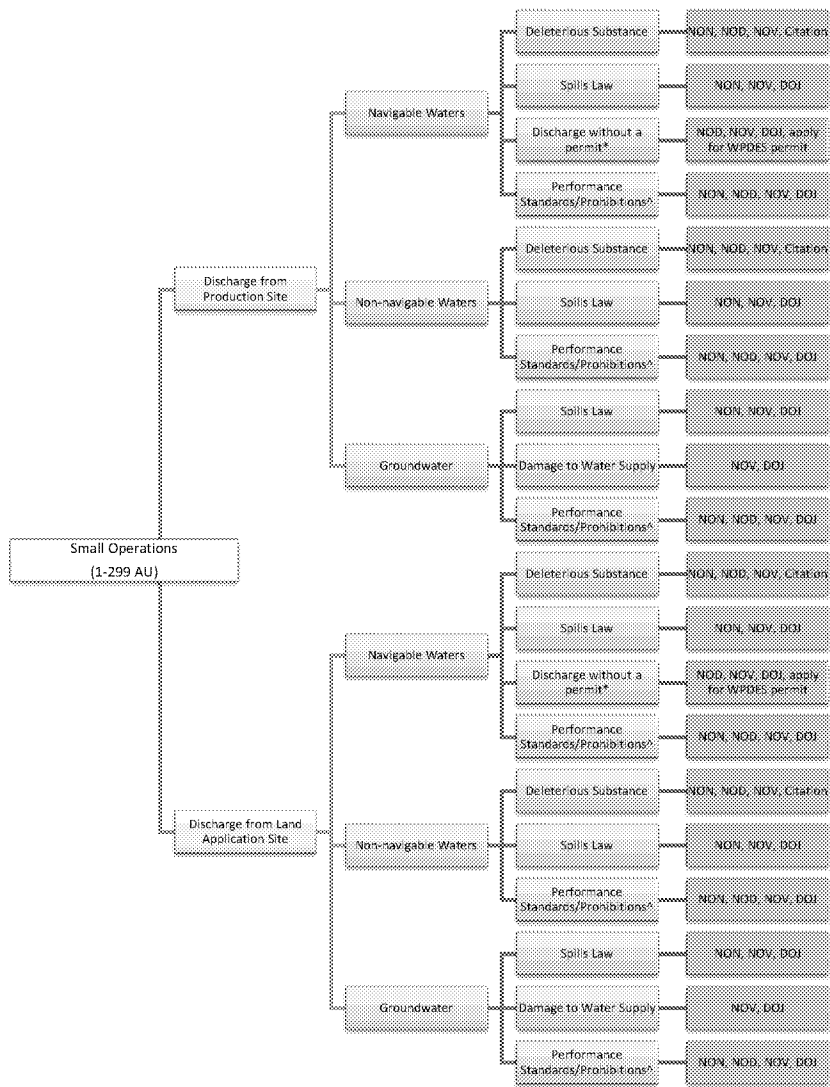 Small Operations
(1-299 AU)
Discharge from
Production Site
Navigable Waters
Deleterious Substance
NON, NOD, NOV, Citation
Spills Law
NON, NOV, DOJ
Discharge without a
permit*
NOD, NOV, DOJ, apply
for WPDES permit
Performance
Standards/Prohibitions^
NON, NOD, NOV, DOJ
Non-navigable Waters
Deleterious Substance
NON, NOD, NOV, Citation
Spills Law
NON, NOV, DOJ
Performance
Standards/Prohibitions^
NON, NOD, NOV, DOJ
Groundwater
Spills Law
NON, NOV, DOJ
Damage to Water Supply
NOV, DOJ
Performance
Standards/Prohibitions^
NON, NOD, NOV, DOJ
Discharge from Land
Application Site
Navigable Waters
Deleterious Substance
NON, NOD, NOV, Citation
Spills Law
NON, NOV, DOJ
Discharge without a
permit*
NOD, NOV, DOJ, apply
for WPDES permit
Performance
Standards/Prohibitions^
NON, NOD, NOV, DOJ
Non-navigable Waters
Deleterious Substance
NON, NOD, NOV, Citation
Spills Law
NON, NOV, DOJ
Performance
Standards/Prohibitions^
NON, NOD, NOV, DOJ
Groundwater
Spills Law
NON, NOV, DOJ
Damage to Water Supply
NOV, DOJ
Performance
Standards/Prohibitions^
NON, NOD, NOV, DOJ